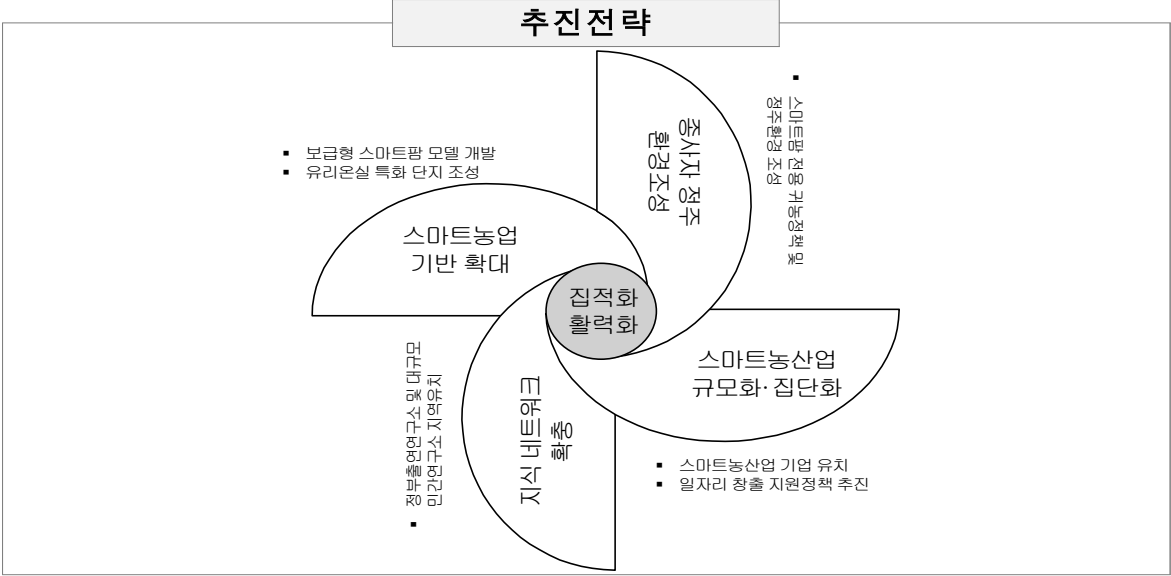 추진전략
▪ 보급형 스마트팜 모델 개발
▪ 유리온실 특화 단지 조성
스마트농업
기반 확대
종사자 정주
환경조성
▪ 스마트팜 전용 귀농정책 및
정주환경 조성
집적화
활력화
스마트농산업
규모화·집단화
▪ 스마트농산업 기업 유치
▪ 일자리 창출 지원정책 추진
지식 네트워크
확충
▪ 정부출연연구소 및 대규모
민간연구소 지역유치